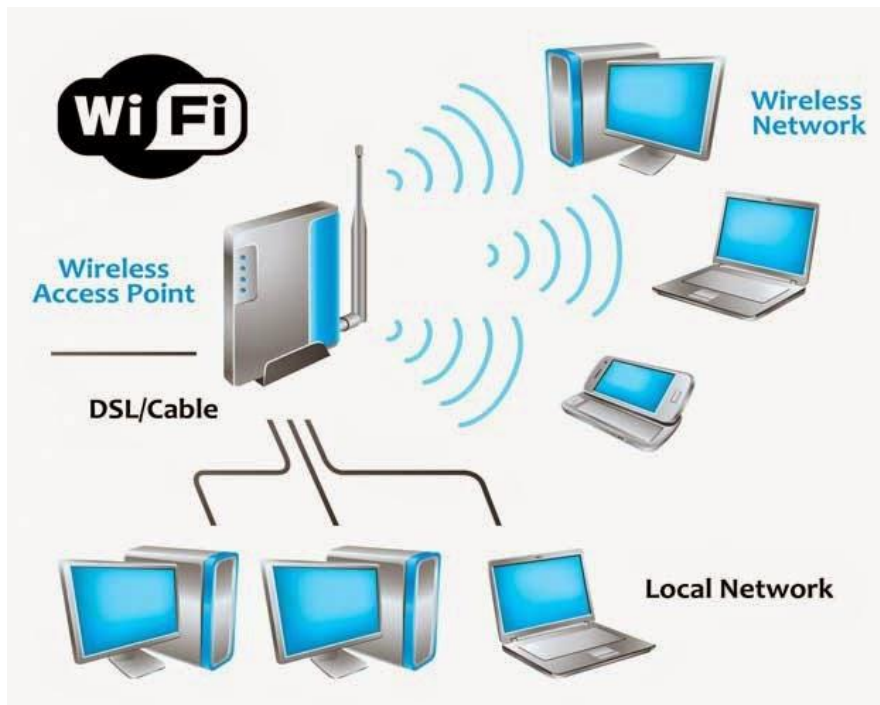 Wi Fi
Wireless
Network
Wireless
Access Point
DSL/Cable
Local Network